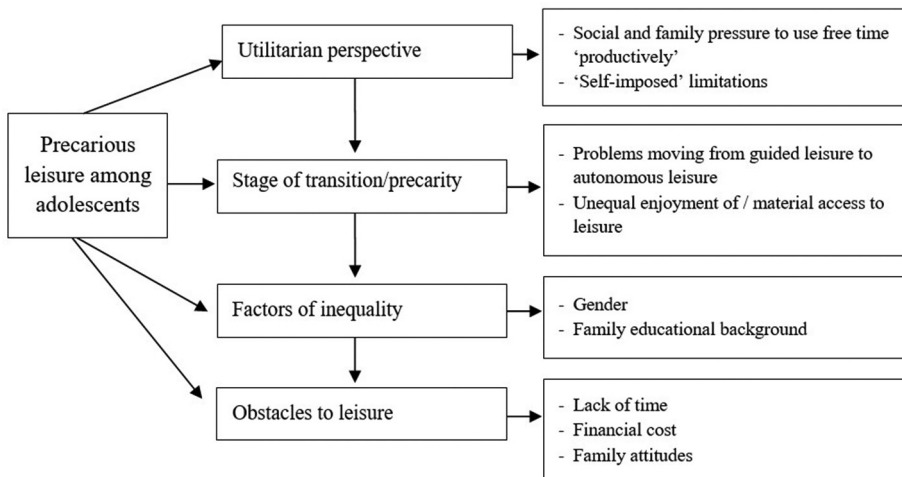 Precarious
leisure among
adolescents
Utilitarian perspective
- Social and family pressure to use free time
‘productively’
- ‘Self-imposed’ limitations
Stage of transition/precarity
- Problems moving from guided leisure to
autonomous leisure
- Unequal enjoyment of / material access to
leisure
Factors of inequality
- Gender
- Family educational background
Obstacles to leisure
- Lack of time
- Financial cost
- Family attitudes